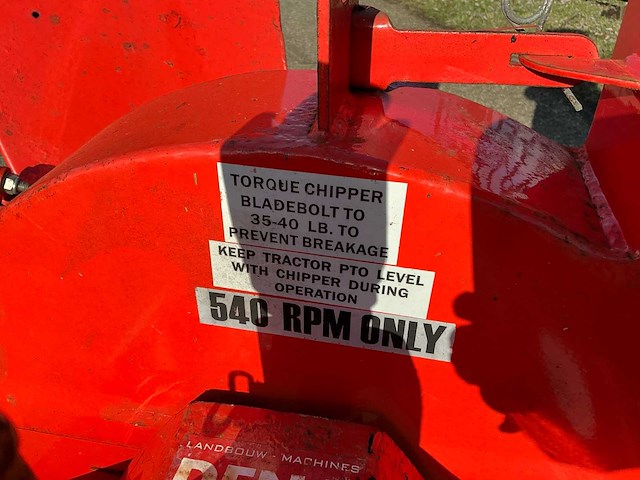 TORQUE CHIPPER
BLADEBOLT TO
35-40 LB. TO
PREVENT BREAKAGE
KEEP TRACTOR PTO LEVEL
WITH CHIPPER DURING
OPERATION
540 RPM ONLY
LANDBOUW - MACHINES